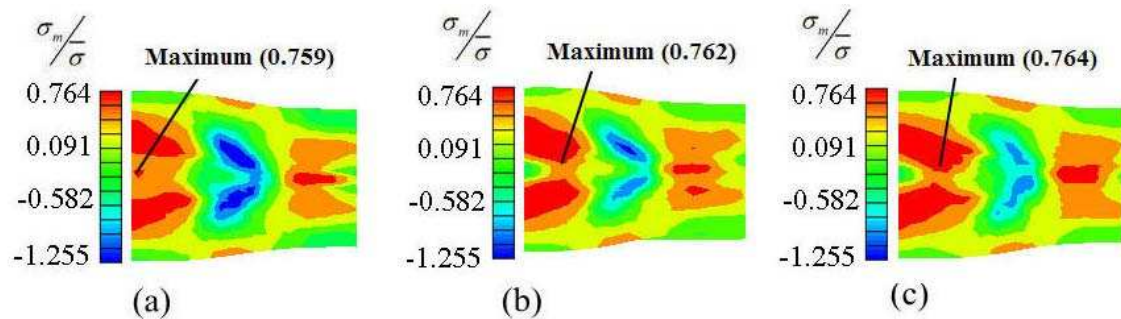 σm/σ̅
Maximum (0.759)
0.764
0.091
-0.582
-1.255
(a)
σm/σ̅
Maximum (0.762)
0.764
0.091
-0.582
-1.255
(b)
σm/σ̅
Maximum (0.764)
0.764
0.091
-0.582
-1.255
(c)